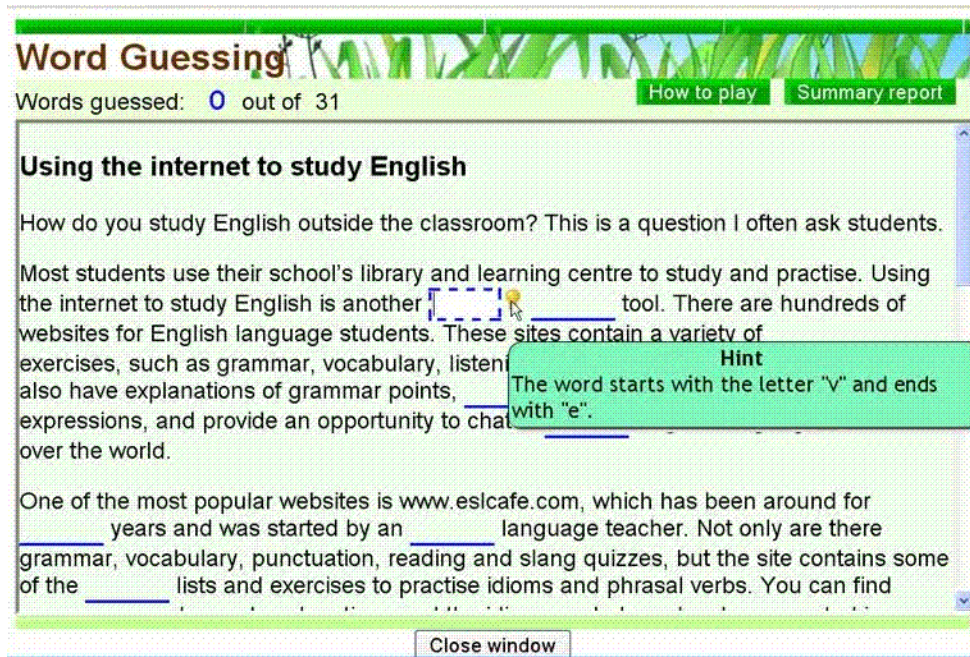 Word Guessing
Words guessed: 0 out of 31
How to play
Summary report
Using the internet to study English
How do you study English outside the classroom? This is a question I often ask students.
Most students use their school's library and learning centre to study and practise. Using
the internet to study English is another tool. There are hundreds of
websites for English language students. These sites contain a variety of
exercises, such as grammar, vocabulary,
also have explanations of grammar points,
expressions, and provide an opportunity to
over the world.
Hint
The word starts with the letter "v" and ends
with "e".
One of the most popular websites is www.eslcafe.com, which has been around for
years and was started by an language teacher. Not only are there
grammar, vocabulary, punctuation, reading and slang quizzes, but the site contains some
of the lists and exercises to practise idioms and phrasal verbs. You can find
Close window